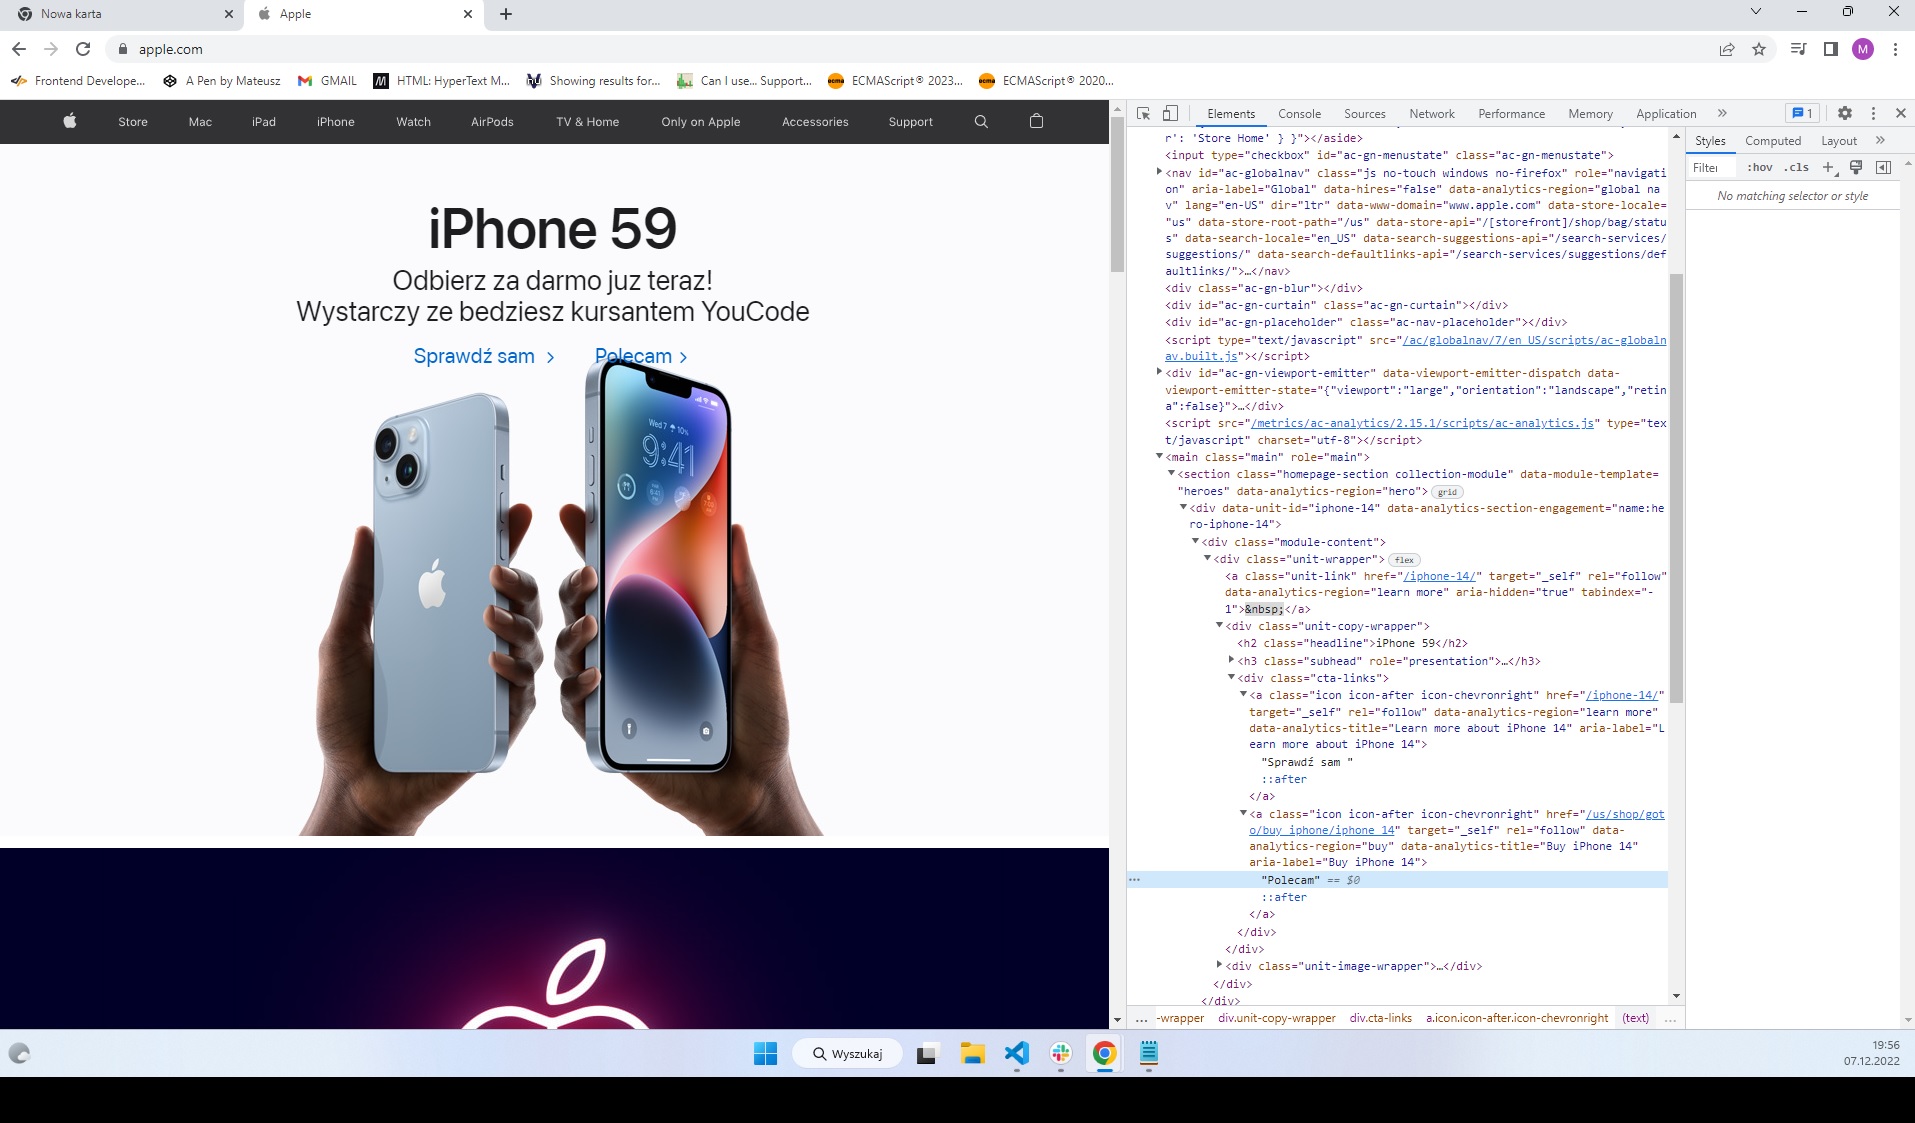 Nowa karta
Apple
apple.com
M
Frontend Develope...
A Pen by Mateusz
GMAIL
HTML: HyperText M...
Showing results for...
Can I use... Support...
ECMAScript® 2023...
ECMAScript® 2020...
Store
Mac
iPad
iPhone
Watch
AirPods
TV & Home
Only on Apple
Accessories
Support
iPhone 59
Odbierz za darmo juz teraz!
Wystarczy ze bedziesz kursantem YouCode
Sprawdź sam >
Polecam >
Wed 7 10%
9:41
Elements
Console
Sources
Network
Performance
Memory
Application
»
1
r': 'Store Home' } }"></aside>
<input type="checkbox" id="ac-gn-menustate" class="ac-gn-menustate">
<nav id="ac-globalnav" class="js no-touch windows no-firefox" role="navigati
on" aria-label="Global" data-hires="false" data-analytics-region="global na
v" lang="en-US" dir="ltr" data-www-domain="www.apple.com" data-store-locale=
"us" data-store-root-path="/us" data-store-api="/[storefront]/shop/bag/statu
s" data-search-locale="en_US" data-search-suggestions-api="/search-services/
suggestions/" data-search-defaultlinks-api="/search-services/suggestions/def
aultlinks/">…</nav>
<div class="ac-gn-blur"></div>
<div id="ac-gn-curtain" class="ac-gn-curtain"></div>
<div id="ac-gn-placeholder" class="ac-nav-placeholder"></div>
<script type="text/javascript" src="/ac/globalnav/7/en_US/scripts/ac-globaln
av.built.js"></script>
<div id="ac-gn-viewport-emitter" data-viewport-emitter-dispatch data-
viewport-emitter-state="{"viewport":"large","orientation":"landscape","retin
a":false}">…</div>
<script src="/metrics/ac-analytics/2.15.1/scripts/ac-analytics.js" type="tex
t/javascript" charset="utf-8"></script>
<main class="main" role="main">
<section class="homepage-section collection-module" data-module-template=
"heroes" data-analytics-region="hero"> grid
<div data-unit-id="iphone-14" data-analytics-section-engagement="name:he
ro-iphone-14">
<div class="module-content">
<div class="unit-wrapper"> flex
<a class="unit-link" href="/iphone-14/" target="_self" rel="follow"
data-analytics-region="learn more" aria-hidden="true" tabindex="-
1">&nbsp;</a>
<div class="unit-copy-wrapper">
<h2 class="headline">iPhone 59</h2>
<h3 class="subhead" role="presentation">…</h3>
<div class="cta-links">
<a class="icon icon-after icon-chevronright" href="/iphone-14/"
target="_self" rel="follow" data-analytics-region="learn more"
data-analytics-title="Learn more about iPhone 14" aria-label="L
earn more about iPhone 14">
"Sprawdź sam "
::after
</a>
<a class="icon icon-after icon-chevronright" href="/us/shop/got
o/buy_iphone/iphone_14" target="_self" rel="follow" data-
analytics-region="buy" data-analytics-title="Buy iPhone 14"
aria-label="Buy iPhone 14">
... "Polecam" == $0
::after
</a>
</div>
</div>
<div class="unit-image-wrapper">…</div>
</div>
</div>
... -wrapper div.unit-copy-wrapper div.cta-links a.icon.icon-after.icon-chevronright (text) ...
Styles
Computed
Layout
»
Filter
:hov
.cls
No matching selector or style
Wyszukaj
19:56
07.12.2022